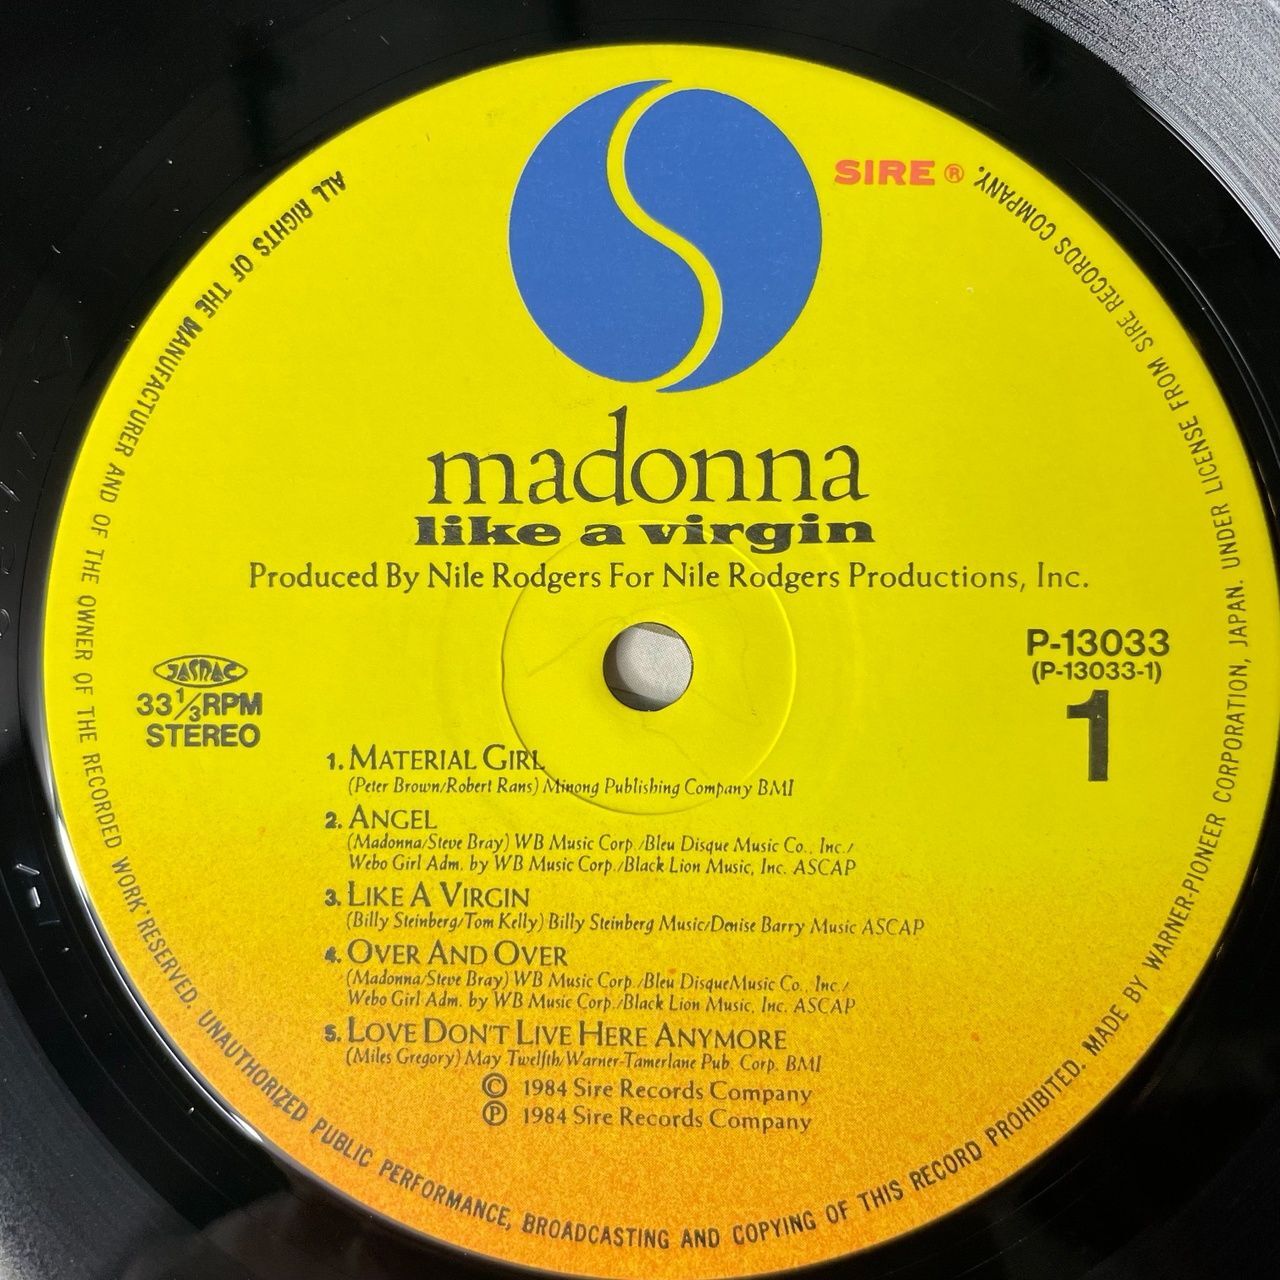 SIRE ®
madonna
like a virgin
Produced By Nile Rodgers For Nile Rodgers Productions, Inc.
P-13033
(P-13033-1)
1
JASRAC
33 1/3 RPM
STEREO
1. MATERIAL GIRL
(Peter Brown/Robert Rans) Minong Publishing Company BMI
2. ANGEL
(Madonna/Steve Bray) WB Music Corp./Bleu Disque Music Co., Inc./
Webo Girl Adm. by WB Music Corp./Black Lion Music, Inc. ASCAP
3. LIKE A VIRGIN
(Billy Steinberg/Tom Kelly) Billy Steinberg Music/Denise Barry Music ASCAP
4. OVER AND OVER
(Madonna/Steve Bray) WB Music Corp./Bleu DisqueMusic Co., Inc./
Webo Girl Adm. by WB Music Corp./Black Lion Music, Inc. ASCAP
5. LOVE DON'T LIVE HERE ANYMORE
(Miles Gregory) May Twelfth/Warner-Tamerlane Pub. Corp. BMI
© 1984 Sire Records Company
℗ 1984 Sire Records Company
ALL RIGHTS OF THE MANUFACTURER AND OF THE OWNER OF THE RECORDED WORK RESERVED. UNAUTHORIZED PUBLIC PERFORMANCE, BROADCASTING AND COPYING OF THIS RECORD PROHIBITED. MADE BY WARNER-PIONEER CORPORATION, JAPAN. UNDER LICENSE FROM SIRE RECORDS COMPANY.